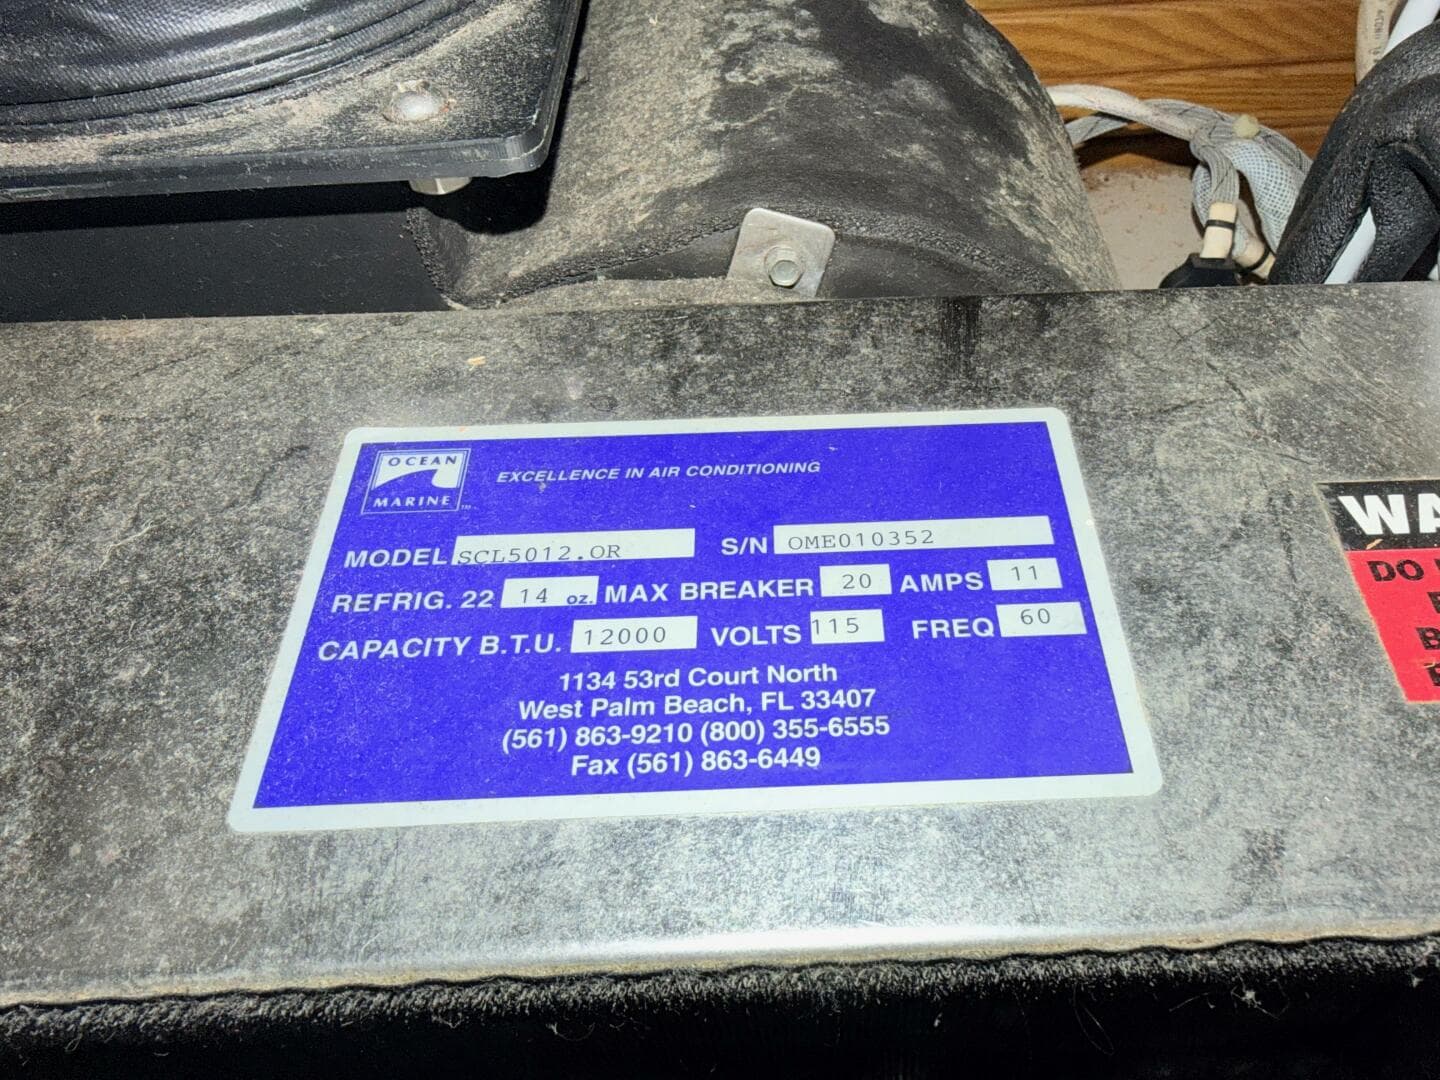 OCEAN
MARINE™
EXCELLENCE IN AIR CONDITIONING
MODEL SCL5012.OR S/N OME010352
REFRIG. 22 14 oz. MAX BREAKER 20 AMPS 11
CAPACITY B.T.U. 12000 VOLTS 115 FREQ 60
1134 53rd Court North
West Palm Beach, FL 33407
(561) 863-9210 (800) 355-6555
Fax (561) 863-6449
WA
DO